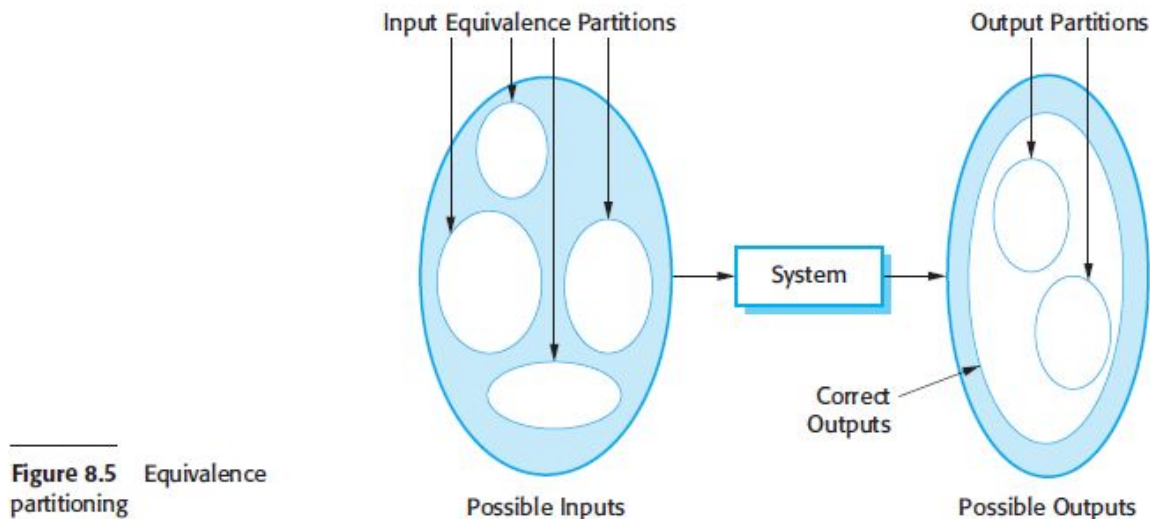 Input Equivalence Partitions
Output Partitions
System
Correct
Outputs
Figure 8.5 Equivalence
partitioning
Possible Inputs
Possible Outputs